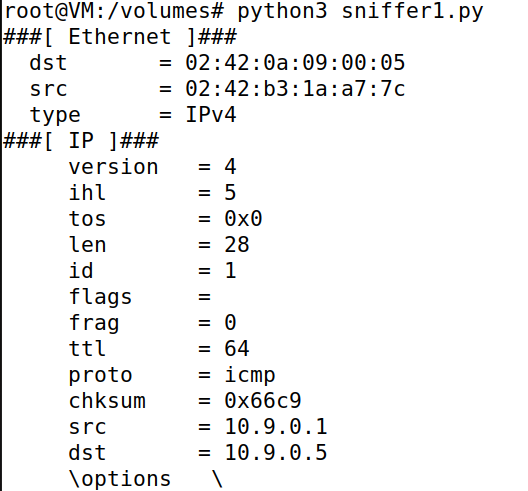 root@VM:/volumes# python3 sniffer1.py
###[ Ethernet ]###
  dst       = 02:42:0a:09:00:05
  src       = 02:42:b3:1a:a7:7c
  type      = IPv4
###[ IP ]###
     version   = 4
     ihl       = 5
     tos       = 0x0
     len       = 28
     id        = 1
     flags     =
     frag      = 0
     ttl       = 64
     proto     = icmp
     chksum    = 0x66c9
     src       = 10.9.0.1
     dst       = 10.9.0.5
     \options   \